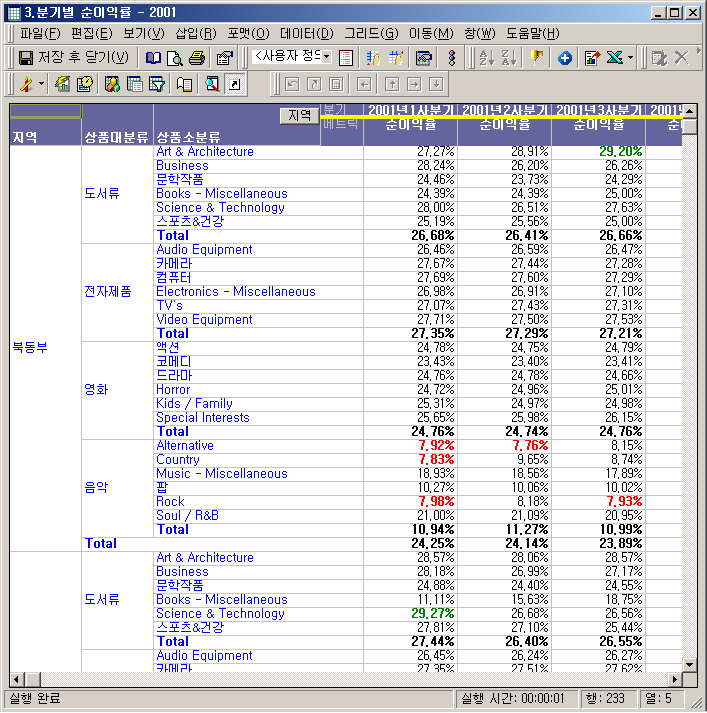 3.분기별 순이익률 - 2001
파일(F) 편집(E) 보기(V) 삽입(R) 포맷(O) 데이터(D) 그리드(G) 이동(M) 창(W) 도움말(H)
저장 후 닫기(V) <사용자 정의
지역 분기 2001년1사분기 2001년2사분기 2001년3사분기
메트릭 순이익률 순이익률 순이익률
지역 상품대분류 상품소분류
Art & Architecture 27,27% 28,91% 29,20%
Business 28,24% 26,20% 26,26%
문학작품 24,46% 23,73% 24,29%
도서류 Books - Miscellaneous 24,39% 24,39% 25,00%
Science & Technology 28,00% 26,51% 27,63%
스포츠&건강 25,19% 25,56% 25,00%
Total 26,68% 26,41% 26,66%
Audio Equipment 26,46% 26,59% 26,47%
카메라 27,67% 27,44% 27,28%
컴퓨터 27,69% 27,60% 27,29%
전자제품 Electronics - Miscellaneous 26,98% 26,91% 27,10%
TV's 27,07% 27,43% 27,31%
Video Equipment 27,71% 27,50% 27,53%
Total 27,35% 27,29% 27,21%
북동부 액션 24,78% 24,75% 24,79%
코메디 23,43% 23,40% 23,41%
드라마 24,76% 24,78% 24,66%
영화 Horror 24,72% 24,96% 25,01%
Kids / Family 25,31% 24,97% 24,98%
Special Interests 25,65% 25,98% 26,15%
Total 24,76% 24,74% 24,76%
Alternative 7,92% 7,76% 8,15%
Country 7,83% 9,65% 8,74%
Music - Miscellaneous 18,93% 18,56% 17,89%
음악 팝 10,27% 10,06% 10,02%
Rock 7,98% 8,18% 7,93%
Soul / R&B 21,00% 21,09% 20,95%
Total 10,94% 11,27% 10,99%
Total 24,25% 24,14% 23,89%
Art & Architecture 28,57% 28,06% 28,57%
Business 28,18% 26,99% 27,17%
문학작품 24,88% 24,40% 24,55%
도서류 Books - Miscellaneous 11,11% 15,63% 18,75%
Science & Technology 29,27% 26,68% 26,56%
스포츠&건강 27,81% 27,10% 25,44%
Total 27,44% 26,40% 26,55%
Audio Equipment 26,45% 26,24% 26,27%
카메라 27,35% 27,51% 27,62%
실행 완료 실행 시간: 00:00:01 행: 233 열: 5